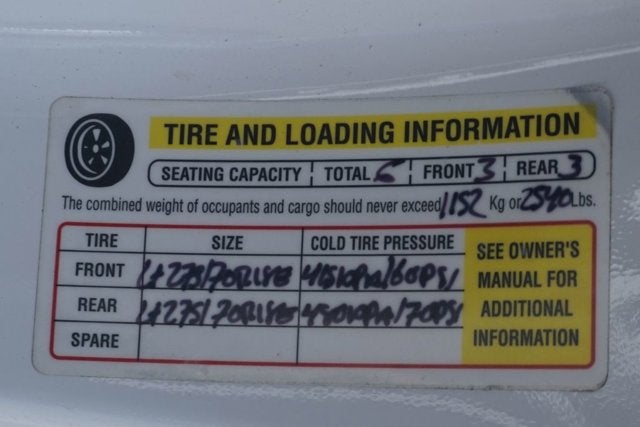 TIRE AND LOADING INFORMATION
SEATING CAPACITY TOTAL 6 FRONT 3 REAR 3
The combined weight of occupants and cargo should never exceed 1152 Kg or 2540 Lbs.
TIRE SIZE COLD TIRE PRESSURE
SEE OWNER'S
FRONT 60PSI
MANUAL FOR
REAR 70PSI
ADDITIONAL
SPARE
INFORMATION